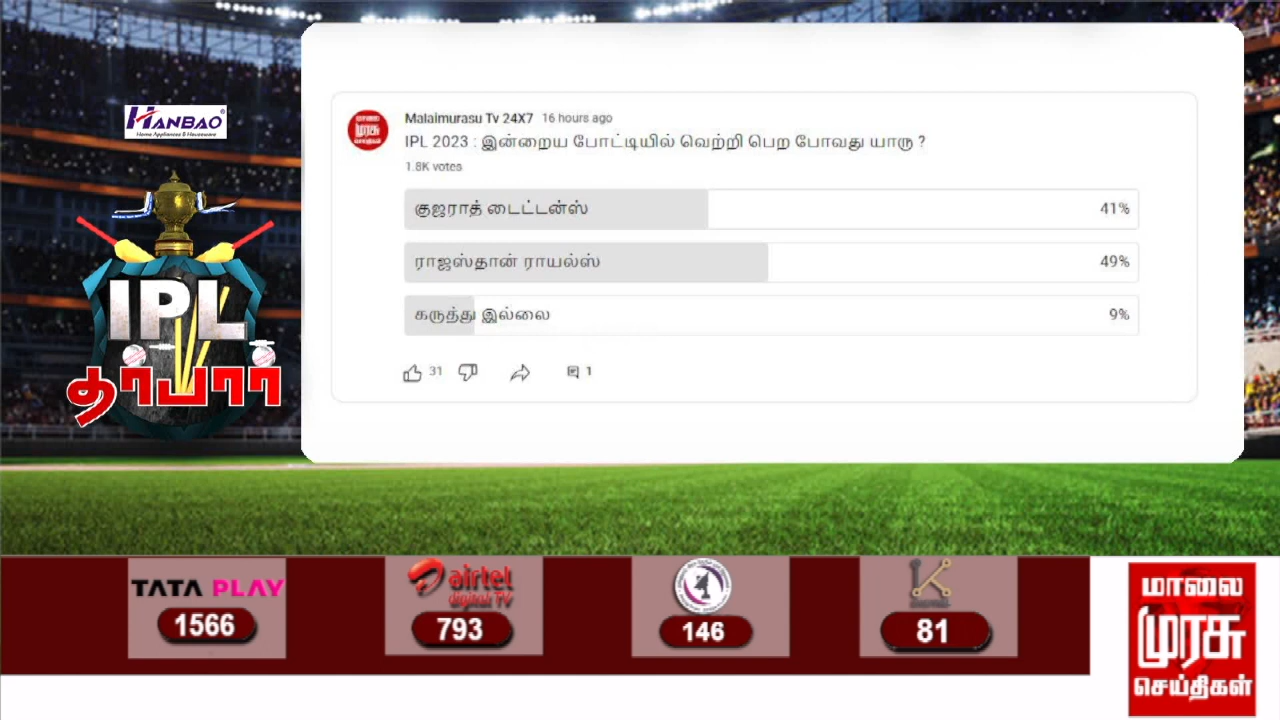 HANBAO
Home Appliances & Houseware
IPL
தர்பார்
Malaimurasu Tv 24X7 16 hours ago
IPL 2023 : இன்றைய போட்டியில் வெற்றி பெற போவது யாரு ?
1.8K votes
குஜராத் டைட்டன்ஸ் 41%
ராஜஸ்தான் ராயல்ஸ் 49%
கருத்து இல்லை 9%
31 1
TATA PLAY
1566
airtel
digital TV
793
146
81
மாலை
முரசு
செய்திகள்